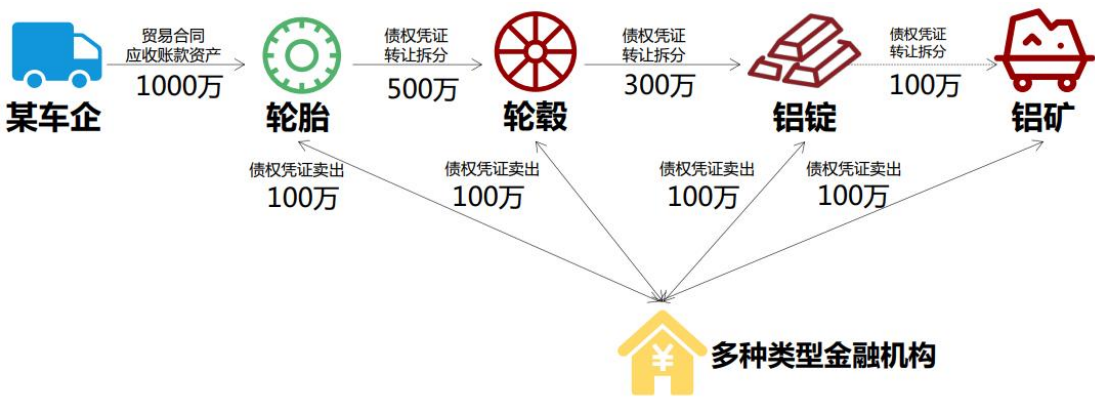 贸易合同
应收账款资产
1000万
债权凭证
转让拆分
500万
债权凭证
转让拆分
300万
债权凭证
转让拆分
100万
某车企
轮胎
轮毂
铝锭
铝矿
债权凭证卖出
100万
债权凭证卖出
100万
债权凭证卖出
100万
债权凭证卖出
100万
¥
多种类型金融机构